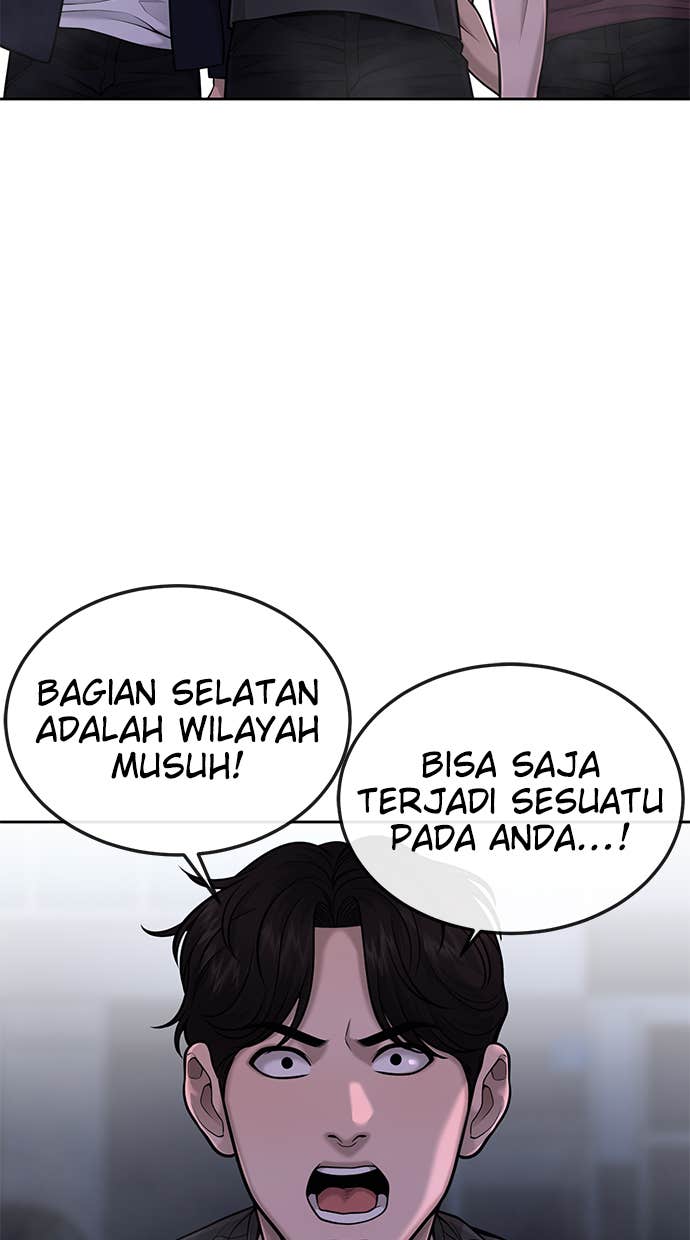 BAGIAN SELATAN
ADALAH WILAYAH
MUSUH!
BISA SAJA
TERJADI SESUATU
PADA ANDA...!